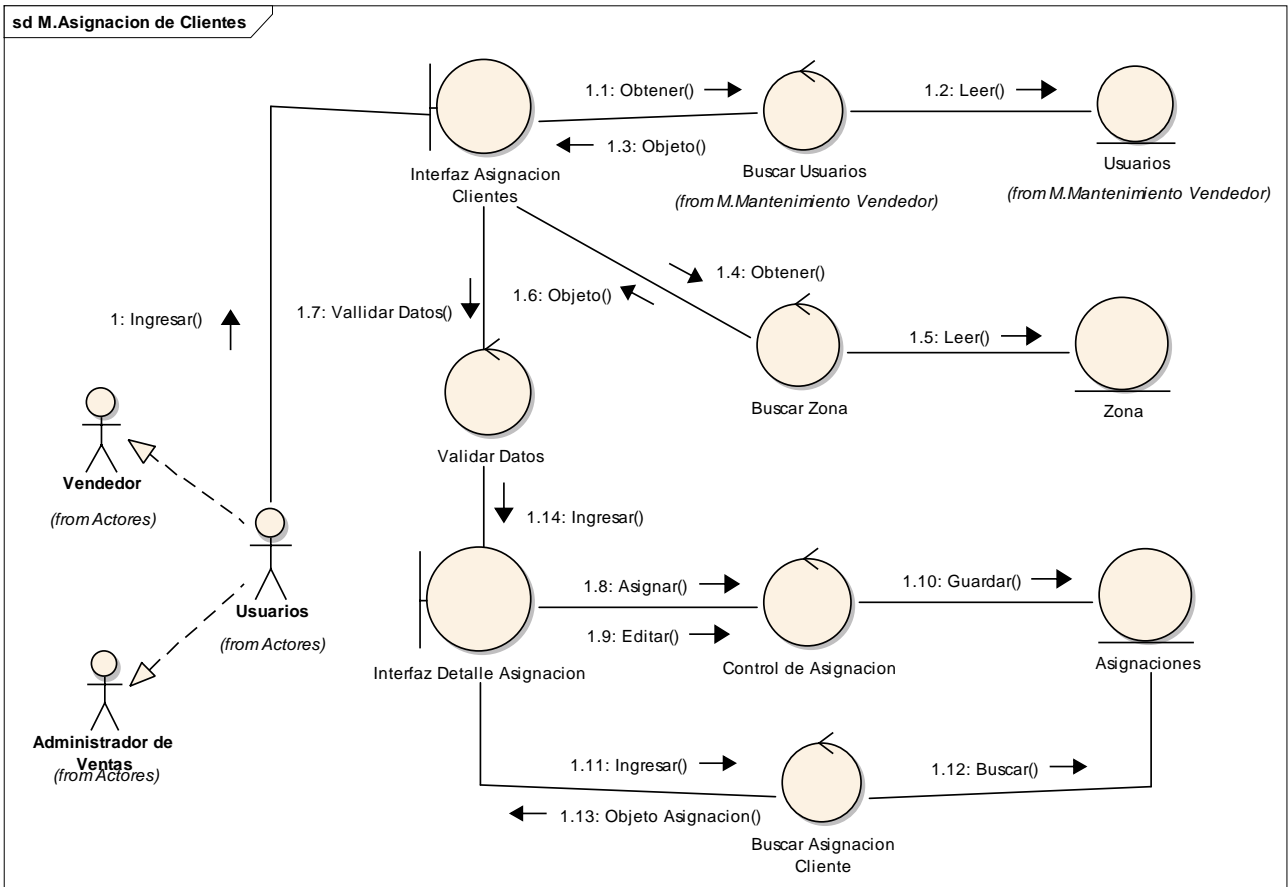 sd M.Asignacion de Clientes
1.1: Obtener()
1.2: Leer()
1.3: Objeto()
Interfaz Asignacion
Clientes
Buscar Usuarios
(from M.Mantenimiento Vendedor)
Usuarios
(from M.Mantenimiento Vendedor)
1.4: Obtener()
1.6: Objeto()
1.7: Vallidar Datos()
1: Ingresar()
1.5: Leer()
Buscar Zona
Zona
Validar Datos
Vendedor
(from Actores)
1.14: Ingresar()
1.8: Asignar()
1.10: Guardar()
1.9: Editar()
Usuarios
(from Actores)
Interfaz Detalle Asignacion
Control de Asignacion
Asignaciones
Administrador de
Ventas
(from Actores)
1.11: Ingresar()
1.12: Buscar()
1.13: Objeto Asignacion()
Buscar Asignacion
Cliente